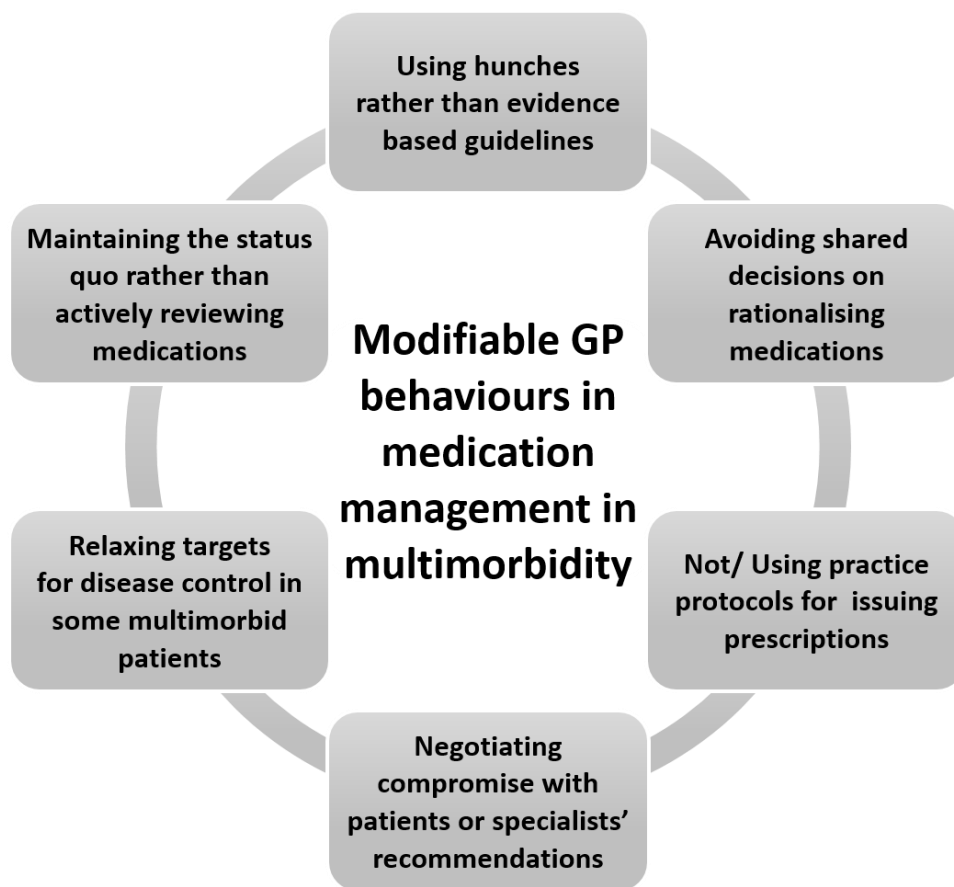 Using hunches
rather than evidence
based guidelines
Avoiding shared
decisions on
rationalising
medications
Not/ Using practice
protocols for  issuing
prescriptions
Negotiating
compromise with
patients or specialists’
recommendations
Relaxing targets
for disease control in
some multimorbid
patients
Maintaining the status
quo rather than
actively reviewing
medications
Modifiable GP
behaviours in
medication
management in
multimorbidity